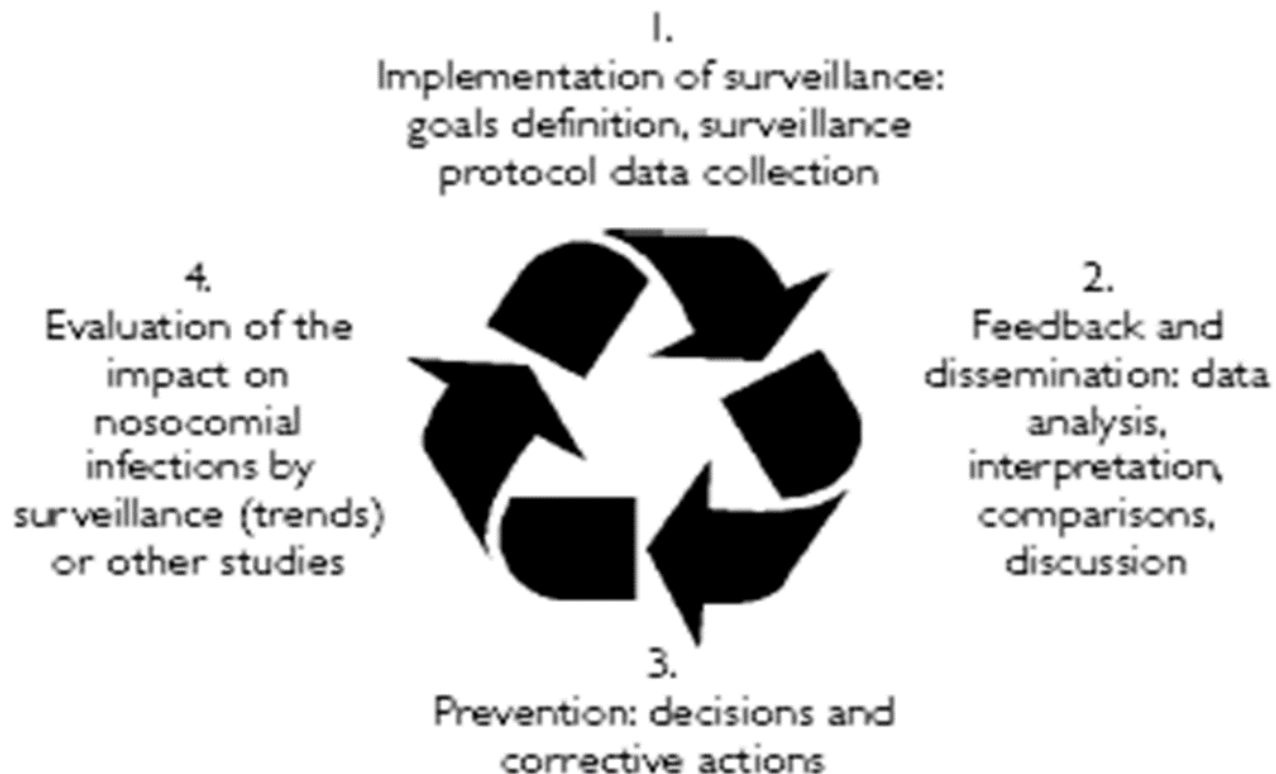 1.
Implementation of surveillance:
goals definition, surveillance
protocol data collection
2.
Feedback and
dissemination: data
analysis,
interpretation,
comparisons,
discussion
3.
Prevention: decisions and
corrective actions
4.
Evaluation of the
impact on
nosocomial
infections by
surveillance (trends)
or other studies